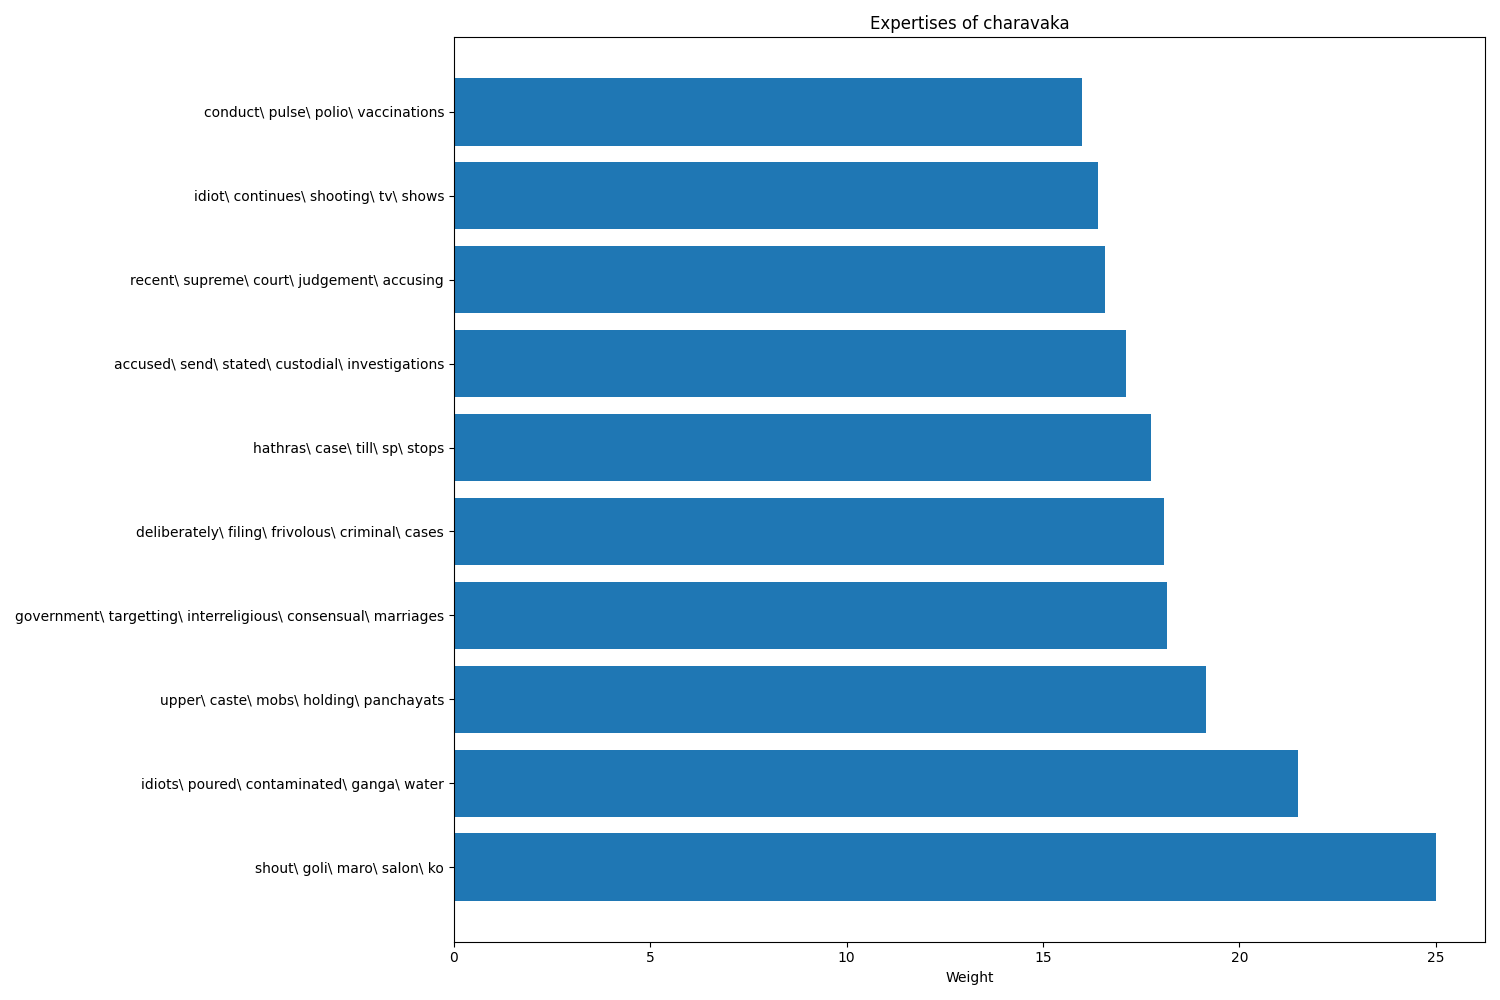 Expertises of charavaka
conduct\ pulse\ polio\ vaccinations
idiot\ continues\ shooting\ tv\ shows
recent\ supreme\ court\ judgement\ accusing
accused\ send\ stated\ custodial\ investigations
hathras\ case\ till\ sp\ stops
deliberately\ filing\ frivolous\ criminal\ cases
government\ targetting\ interreligious\ consensual\ marriages
upper\ caste\ mobs\ holding\ panchayats
idiots\ poured\ contaminated\ ganga\ water
shout\ goli\ maro\ salon\ ko
0 5 10 15 20 25
Weight